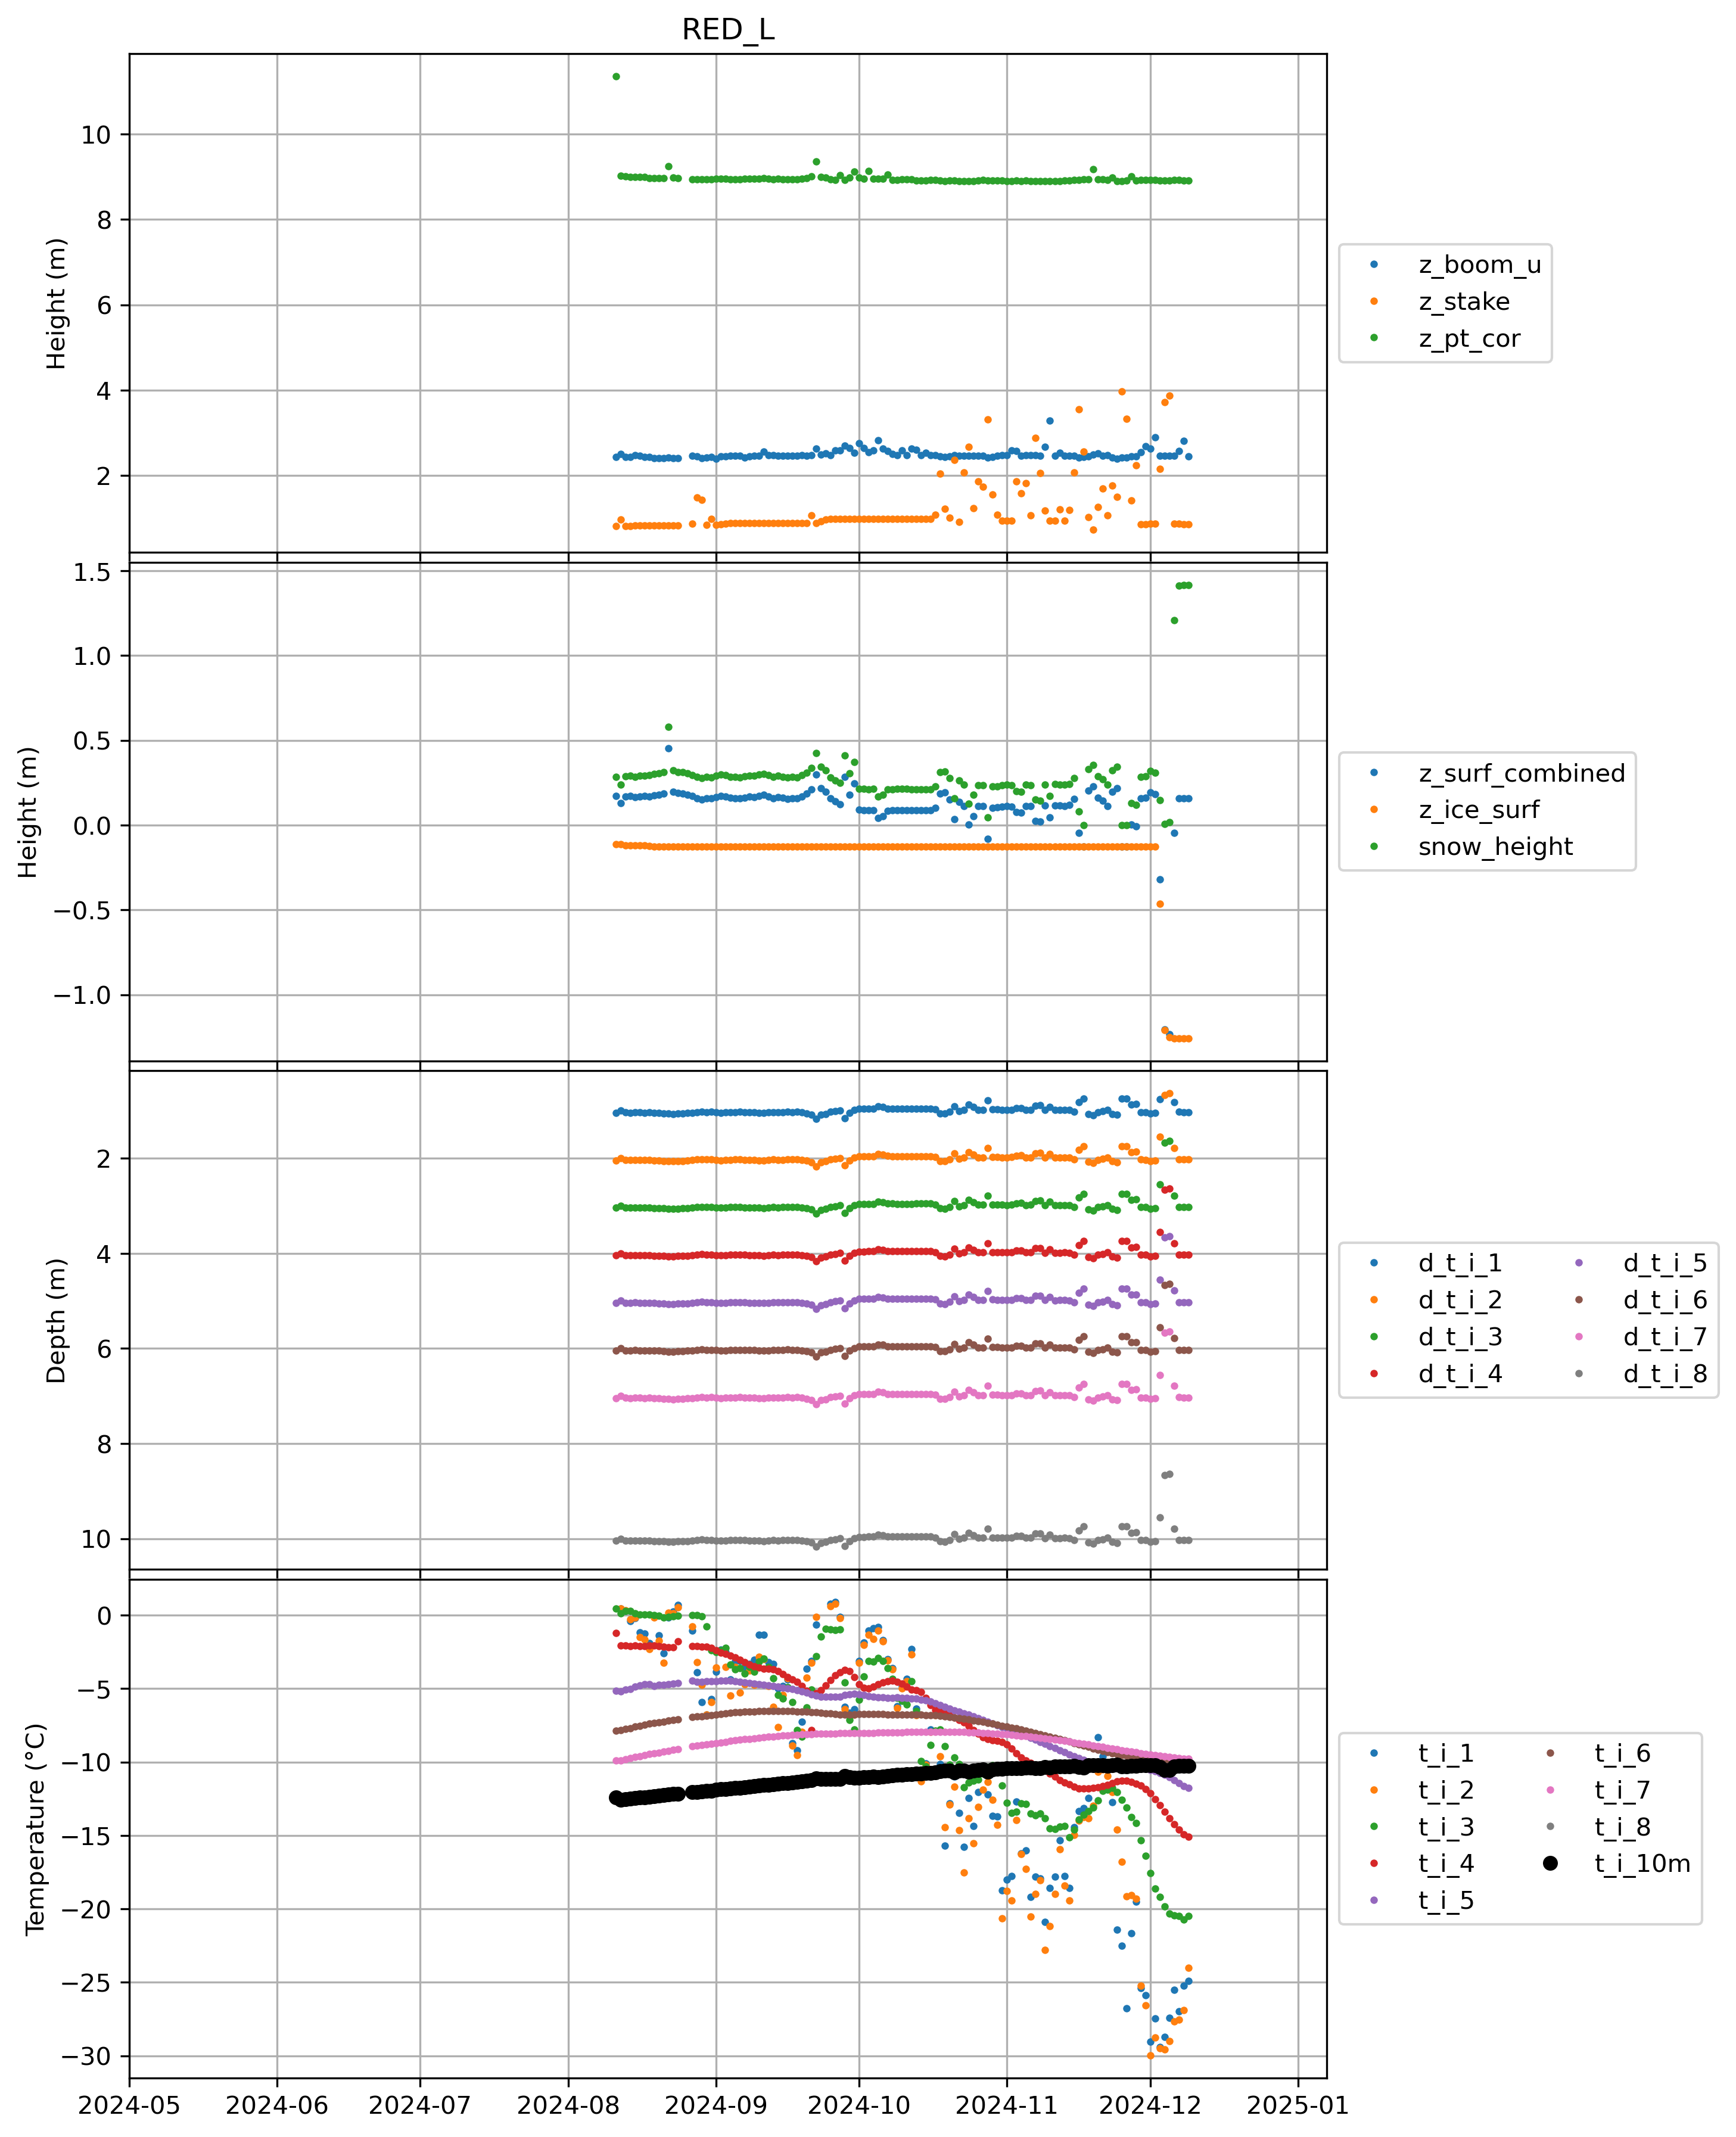 RED_L
10
8
6
4
2
Height (m)
z_boom_u
z_stake
z_pt_cor
1.5
1.0
0.5
0.0
−0.5
−1.0
Height (m)
z_surf_combined
z_ice_surf
snow_height
2
4
6
8
10
Depth (m)
d_t_i_1 d_t_i_5
d_t_i_2 d_t_i_6
d_t_i_3 d_t_i_7
d_t_i_4 d_t_i_8
0
−5
−10
−15
−20
−25
−30
Temperature (°C)
t_i_1 t_i_6
t_i_2 t_i_7
t_i_3 t_i_8
t_i_4 t_i_10m
t_i_5
2024-05 2024-06 2024-07 2024-08 2024-09 2024-10 2024-11 2024-12 2025-01